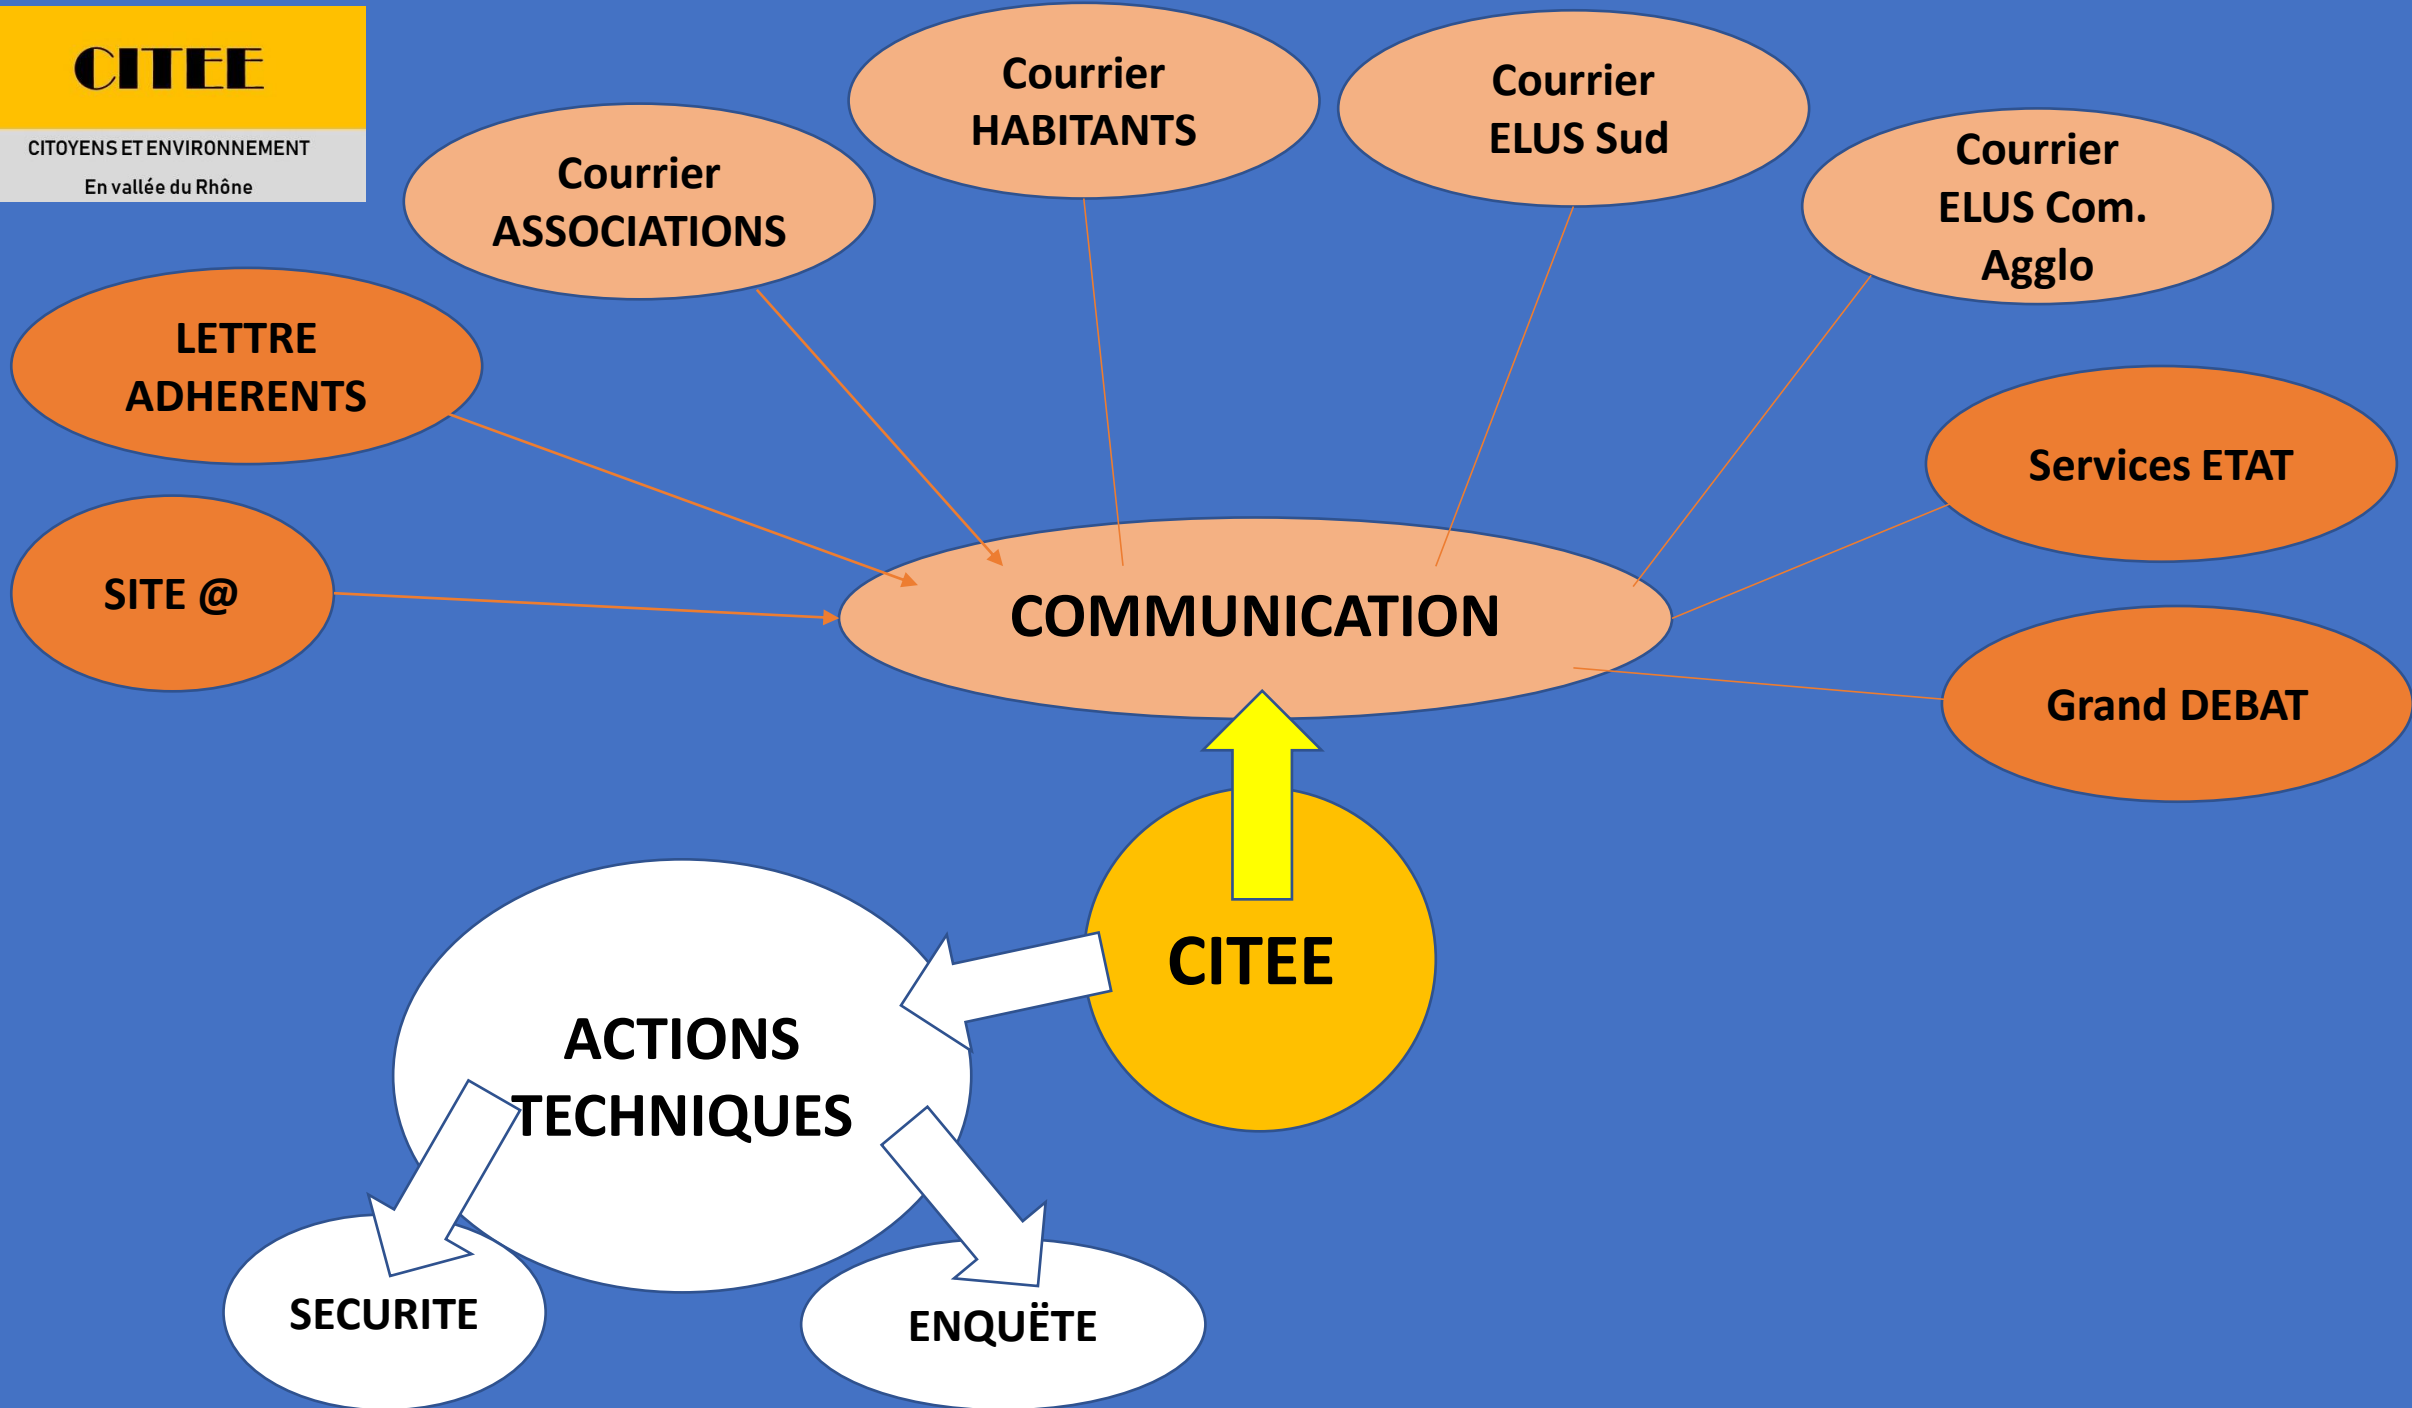 CITEE
CITOYENS ET ENVIRONNEMENT
En vallée du Rhône
Courrier
ASSOCIATIONS
Courrier
HABITANTS
Courrier
ELUS Sud
Courrier
ELUS Com.
Agglo
LETTRE
ADHERENTS
Services ETAT
SITE @
COMMUNICATION
Grand DEBAT
CITEE
ACTIONS
TECHNIQUES
SECURITE
ENQUËTE